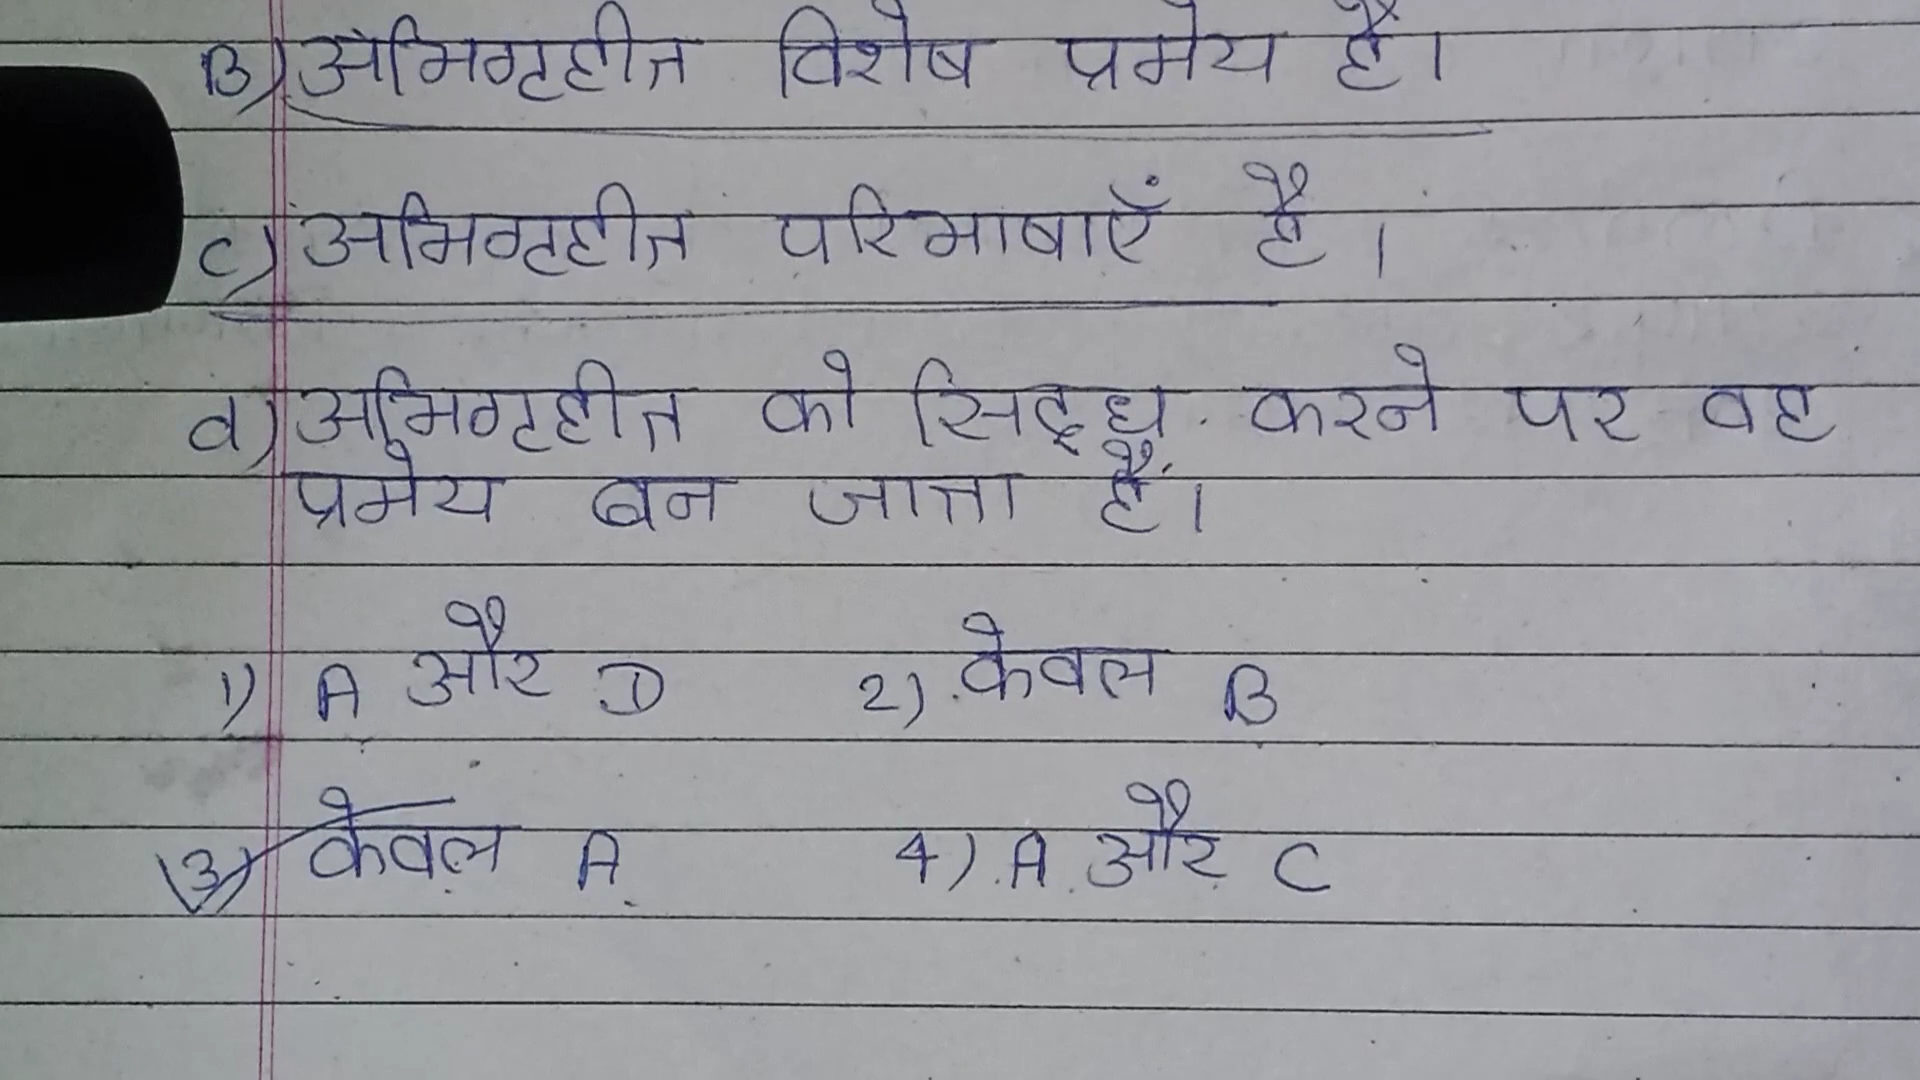 B) अभिगृहीत विशेष प्रमेय है।
C) अभिगृहीत परिभाषाएँ है।
d) अभिगृहीत को सिद्ध करने पर वह
प्रमेय बन जाता है।
1) A और D 2) केवल B
3) केवल A 4) A और C